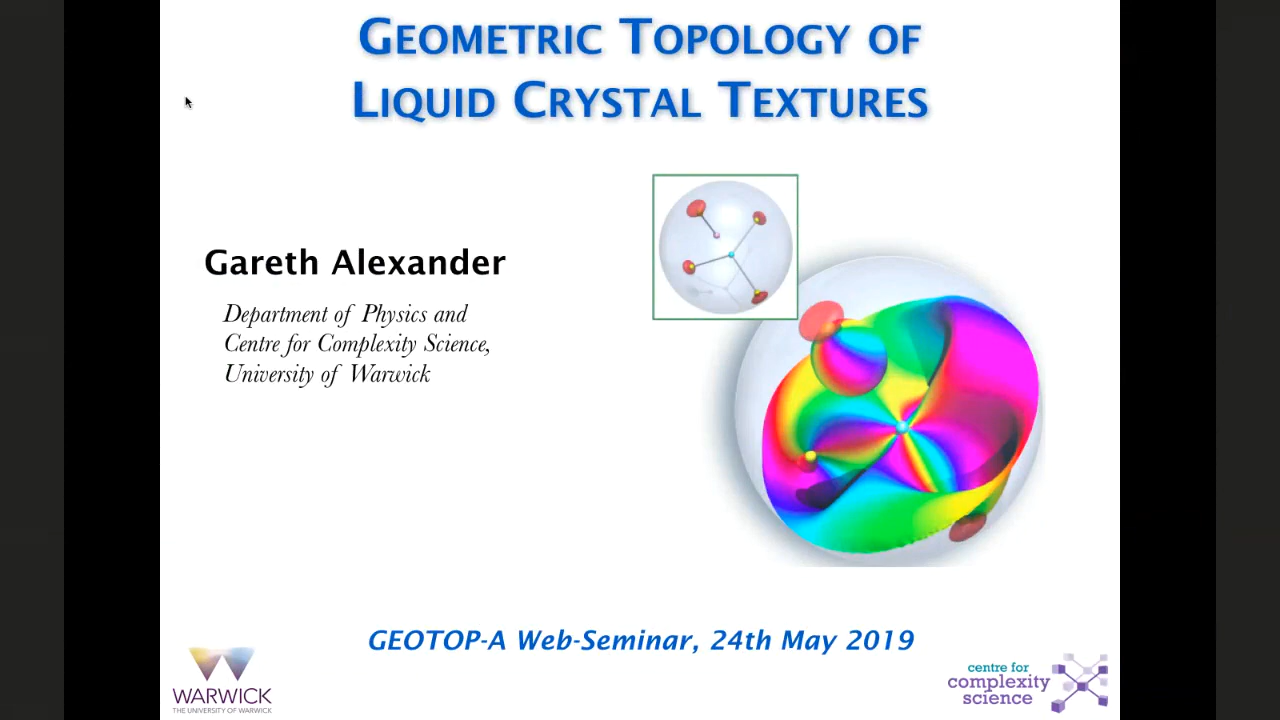 GEOMETRIC TOPOLOGY OF
LIQUID CRYSTAL TEXTURES
Gareth Alexander
Department of Physics and
Centre for Complexity Science,
University of Warwick
GEOTOP-A Web-Seminar, 24th May 2019
WARWICK
THE UNIVERSITY OF WARWICK
centre for
complexity
science